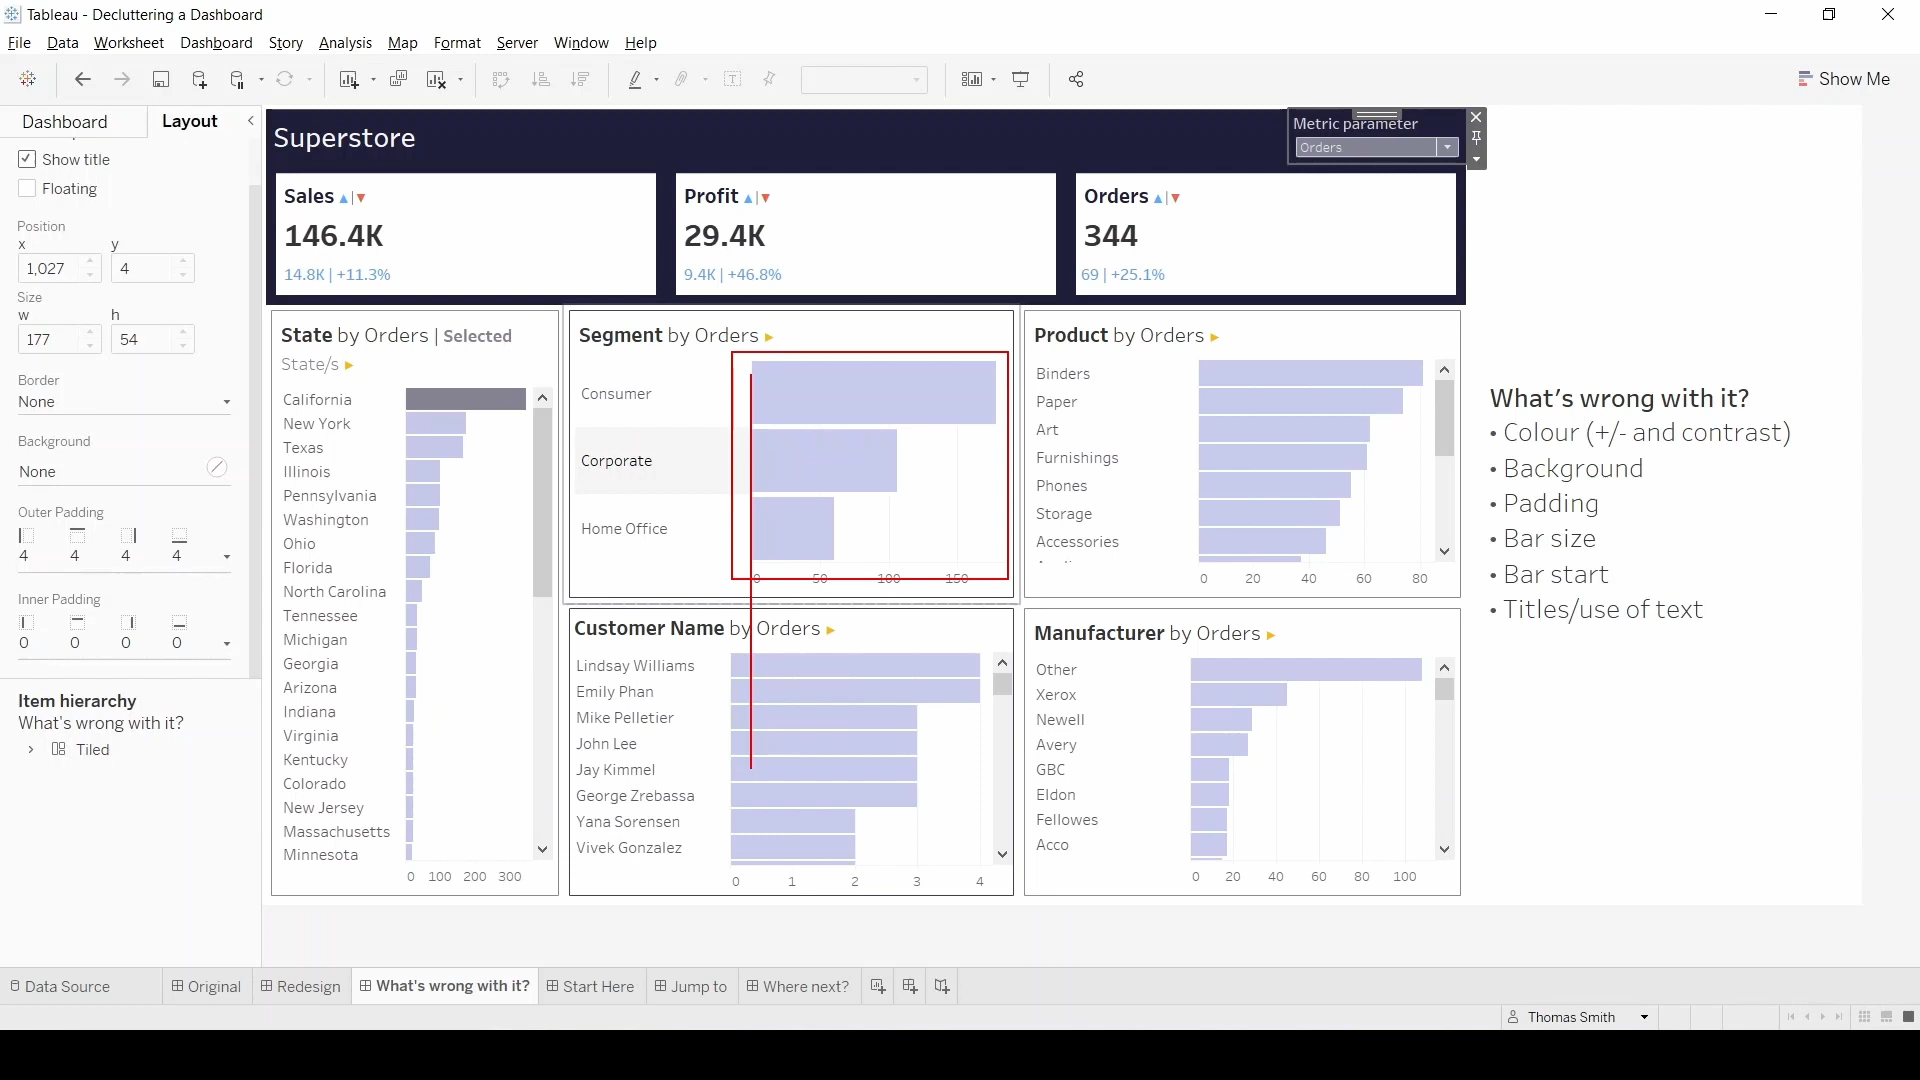 Tableau - Decluttering a Dashboard
File Data Worksheet Dashboard Story Analysis Map Format Server Window Help
Show Me
Dashboard Layout
Show title
Floating
Position
x y
1,027 4
Size
w h
177 54
Border
None
Background
None
Outer Padding
4 4 4 4
Inner Padding
0 0 0 0
Item hierarchy
What's wrong with it?
Tiled
Superstore
Metric parameter
Orders
Sales ▲|▼
146.4K
14.8K | +11.3%
Profit ▲|▼
29.4K
9.4K | +46.8%
Orders ▲|▼
344
69 | +25.1%
State by Orders | Selected
State/s ▸
California
New York
Texas
Illinois
Pennsylvania
Washington
Ohio
Florida
North Carolina
Tennessee
Michigan
Georgia
Arizona
Indiana
Virginia
Kentucky
Colorado
New Jersey
Massachusetts
Minnesota
0 100 200 300
Segment by Orders ▸
Consumer
Corporate
Home Office
0 50 100 150
Customer Name by Orders ▸
Lindsay Williams
Emily Phan
Mike Pelletier
John Lee
Jay Kimmel
George Zrebassa
Yana Sorensen
Vivek Gonzalez
0 1 2 3 4
Product by Orders ▸
Binders
Paper
Art
Furnishings
Phones
Storage
Accessories
0 20 40 60 80
Manufacturer by Orders ▸
Other
Xerox
Newell
Avery
GBC
Eldon
Fellowes
Acco
0 20 40 60 80 100
What's wrong with it?
• Colour (+/- and contrast)
• Background
• Padding
• Bar size
• Bar start
• Titles/use of text
Data Source Original Redesign What's wrong with it? Start Here Jump to Where next?
Thomas Smith